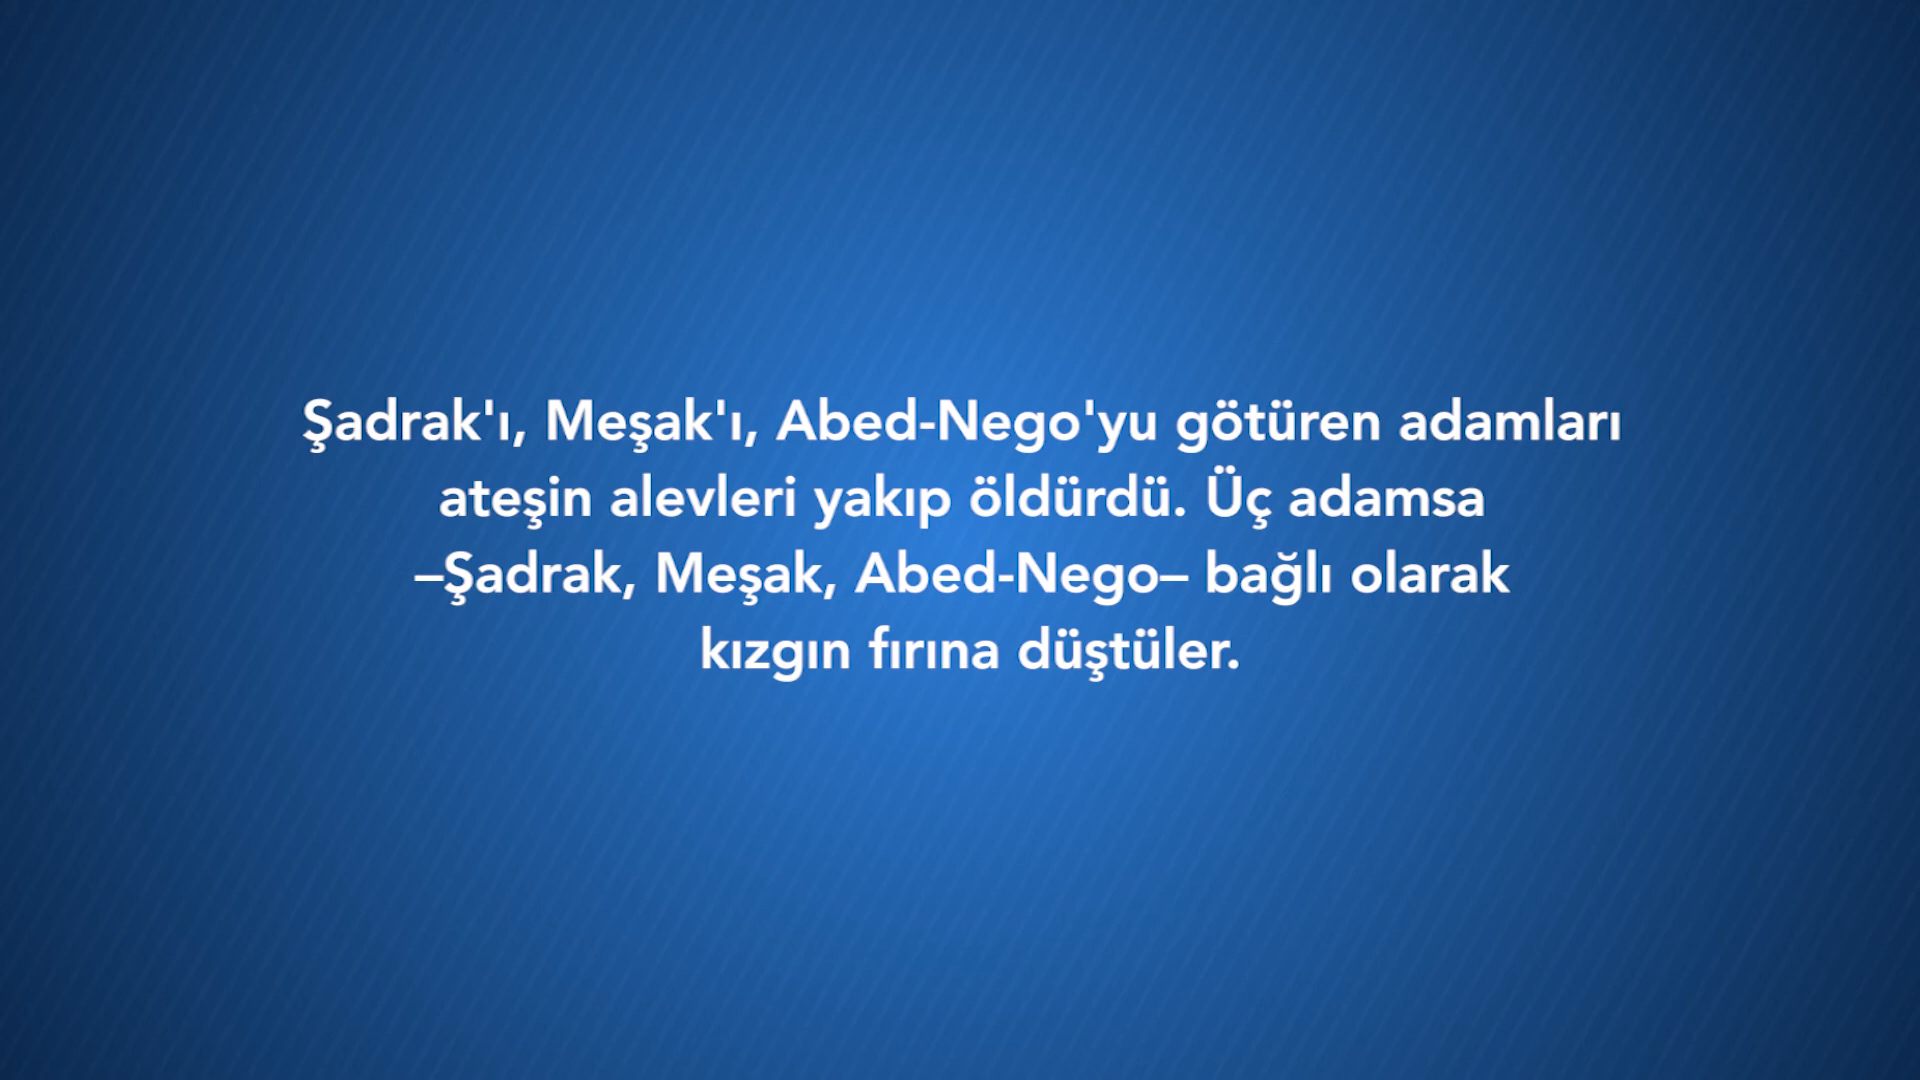 Şadrak'ı, Meşak'ı, Abed-Nego'yu götüren adamları
ateşin alevleri yakıp öldürdü. Üç adamsa
–Şadrak, Meşak, Abed-Nego– bağlı olarak
kızgın fırına düştüler.